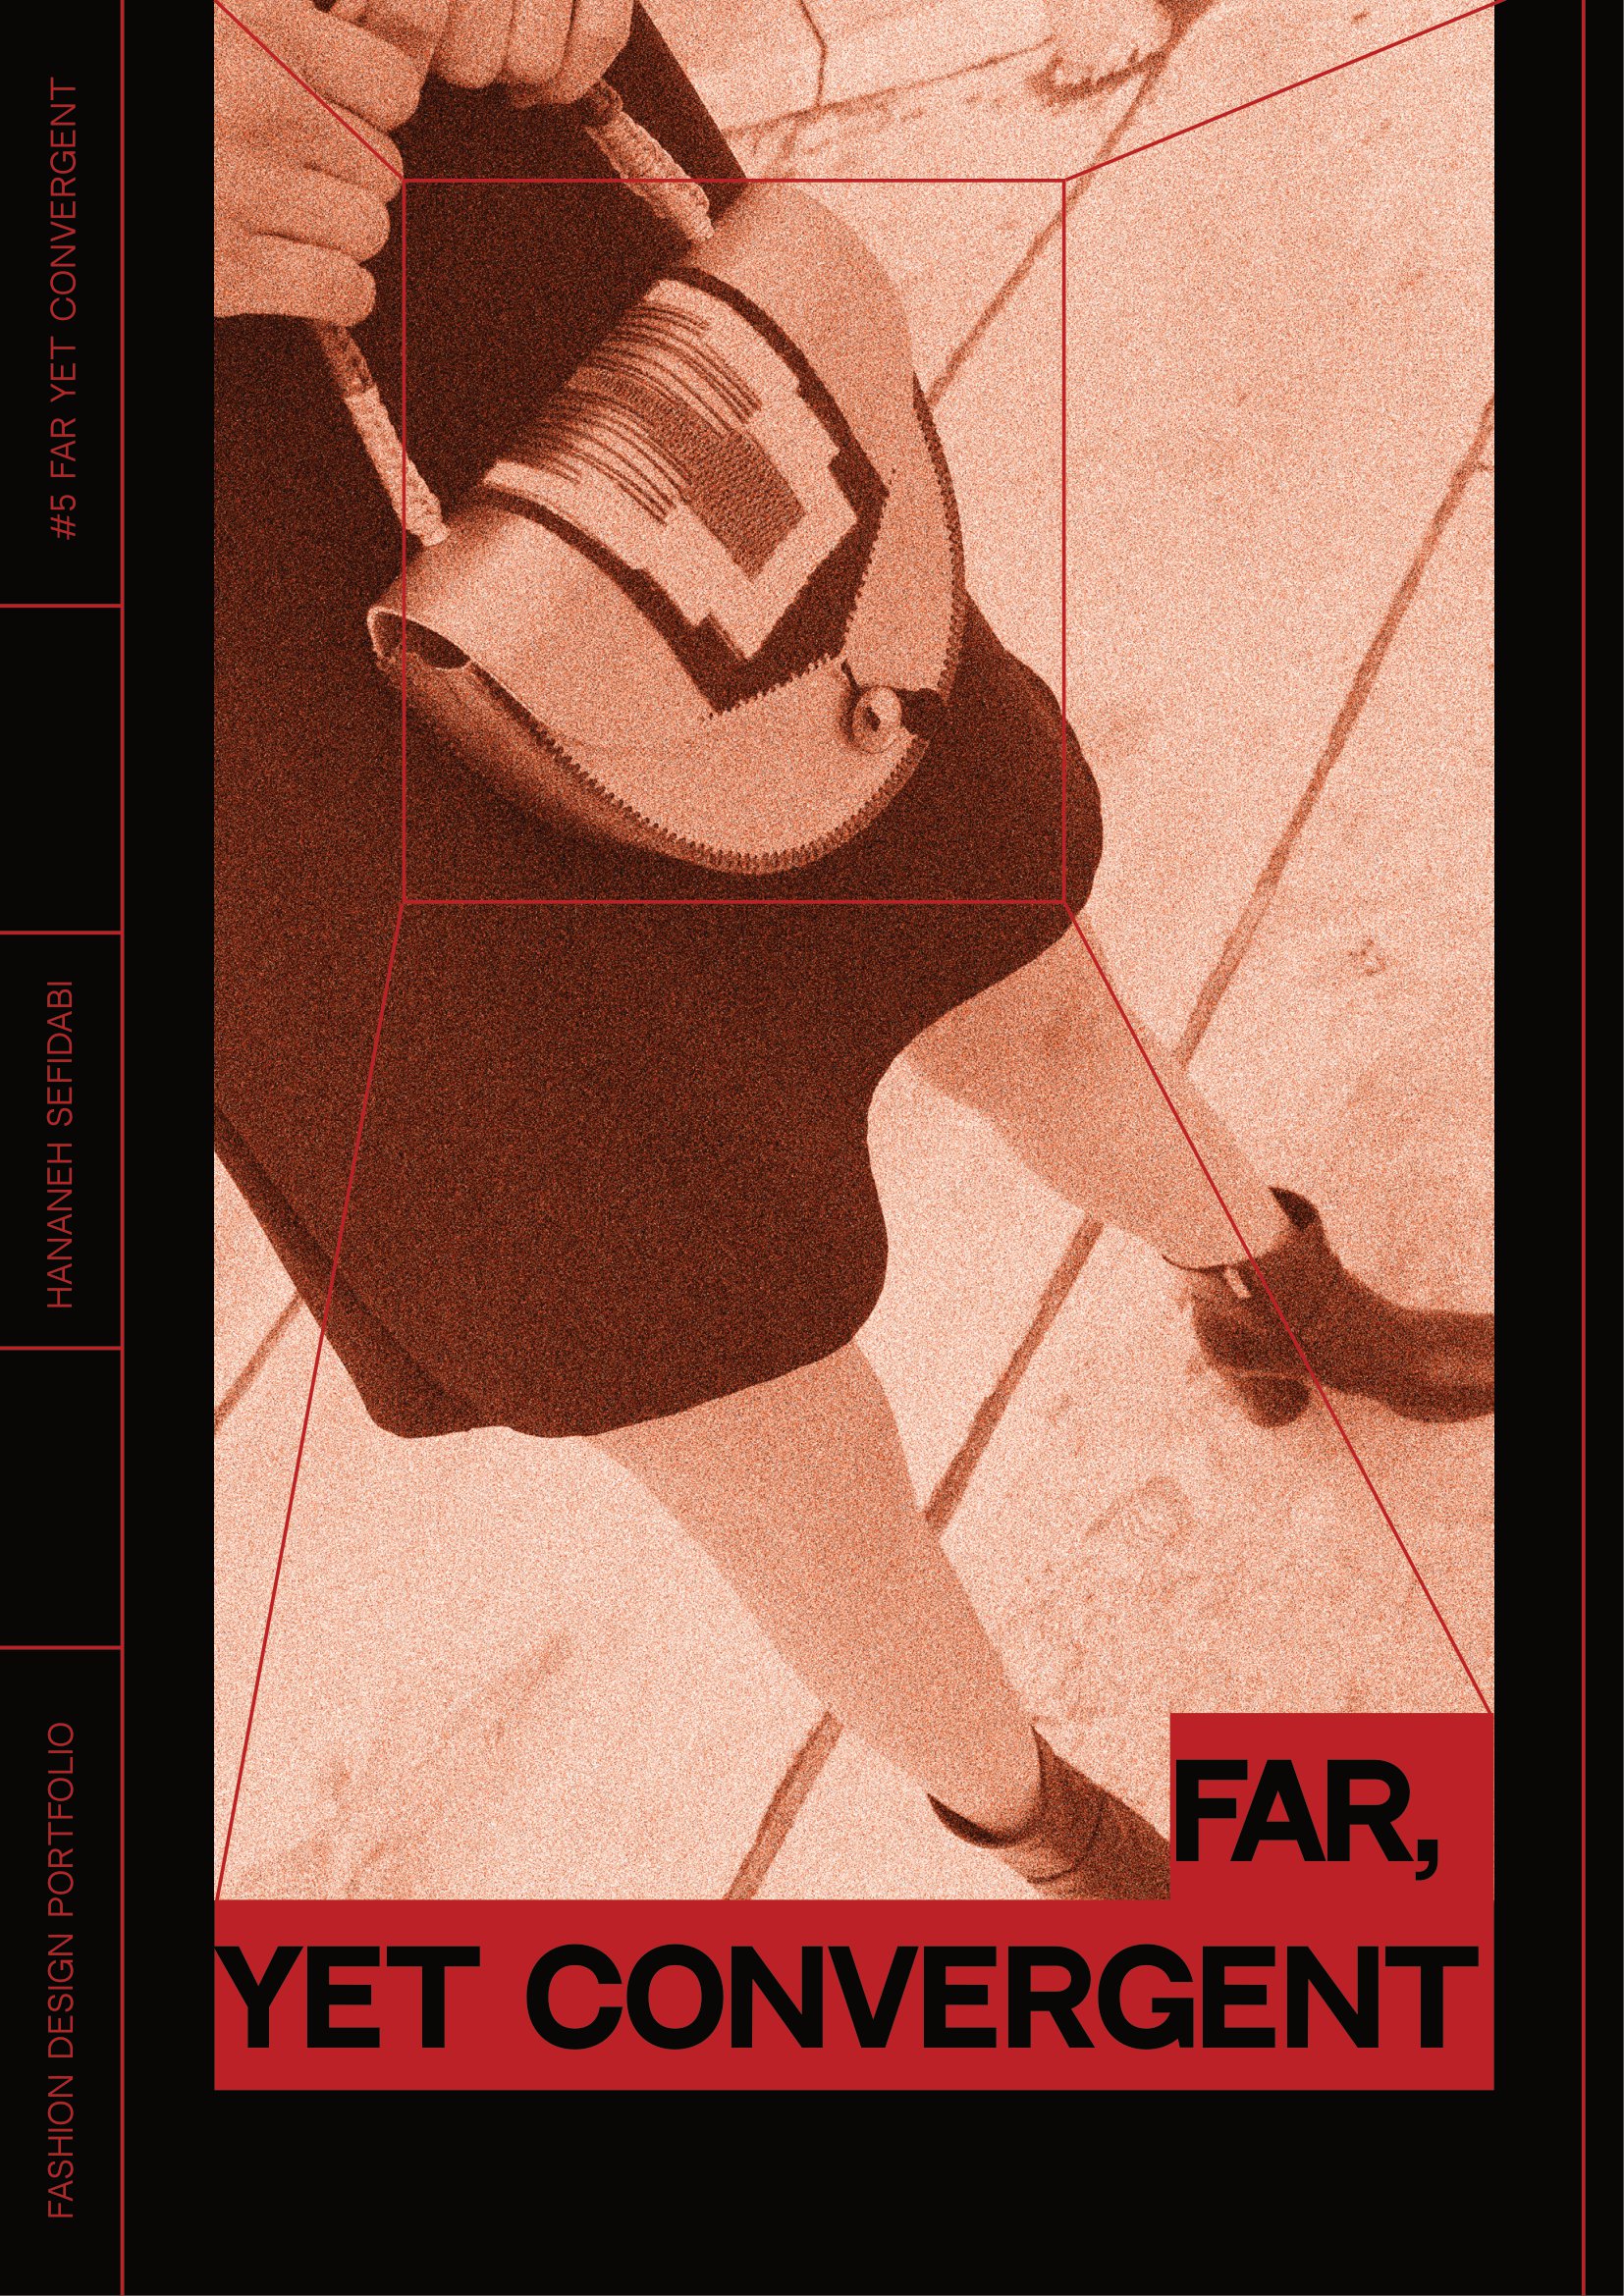 #5 FAR YET CONVERGENT
HANANEH SEFIDABI
FASHION DESIGN PORTFOLIO
FAR,
YET CONVERGENT